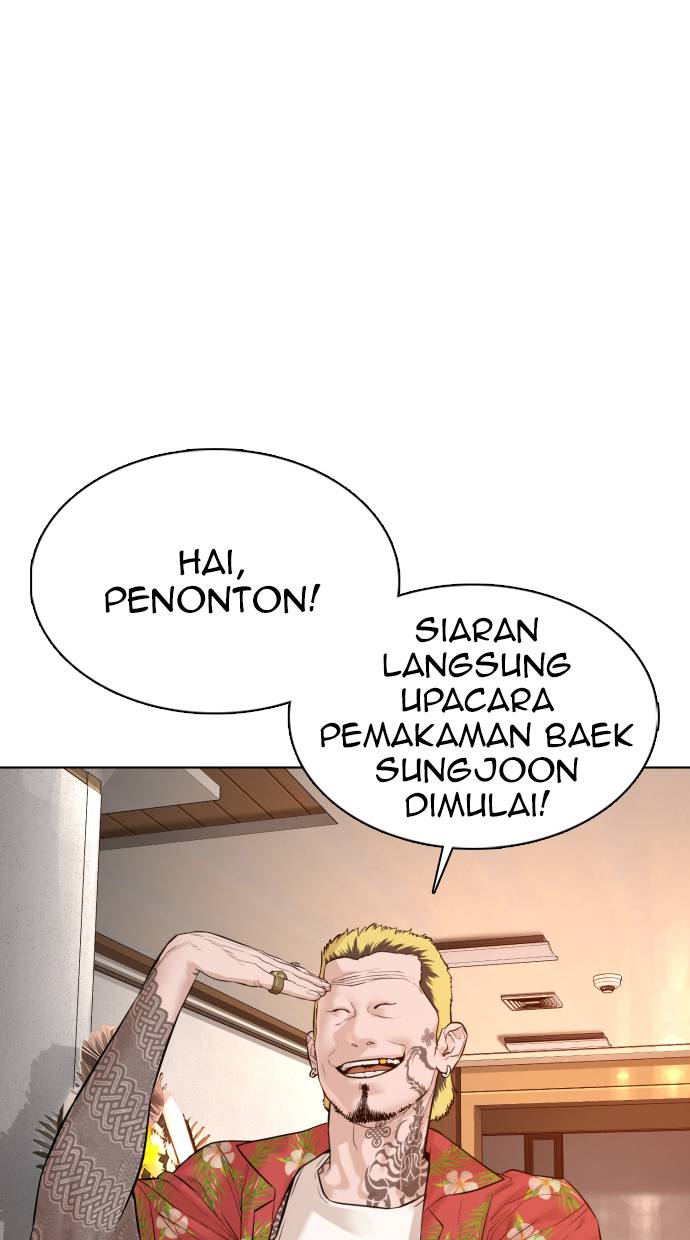 HAI,
PENONTON!
SIARAN
LANGSUNG
UPACARA
PEMAKAMAN BAEK
SUNGJOON
DIMULAI!